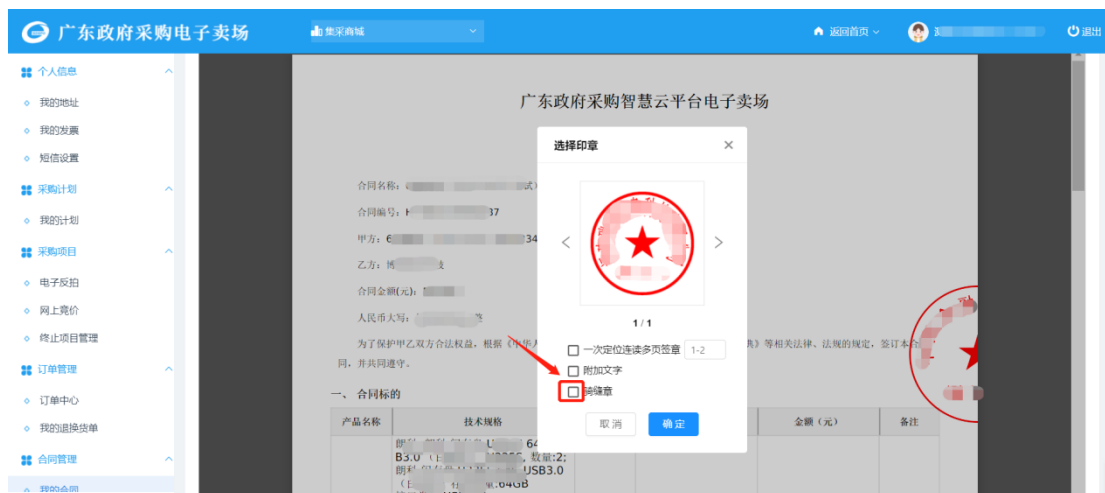 广东政府采购电子卖场
集采商城
返回首页
退出
个人信息
我的地址
我的发票
短信设置
采购计划
我的计划
采购项目
电子反拍
网上竞价
终止项目管理
订单管理
订单中心
我的退换货单
合同管理
我的合同
广东政府采购智慧云平台电子卖场
合同名称:
合同编号: 37
甲方: 6 34
乙方: 博
合同金额(元):
人民币大写:
为了保护甲乙双方合法权益,根据《中华人
》等相关法律、法规的规定,签订本合
同,并共同遵守。
一、合同标的
产品名称 技术规格 金额(元) 备注
B3.0 数量:2;
USB3.0
:64GB
选择印章
1 / 1
一次定位连续多页签章 1-2
附加文字
骑缝章
取消 确定